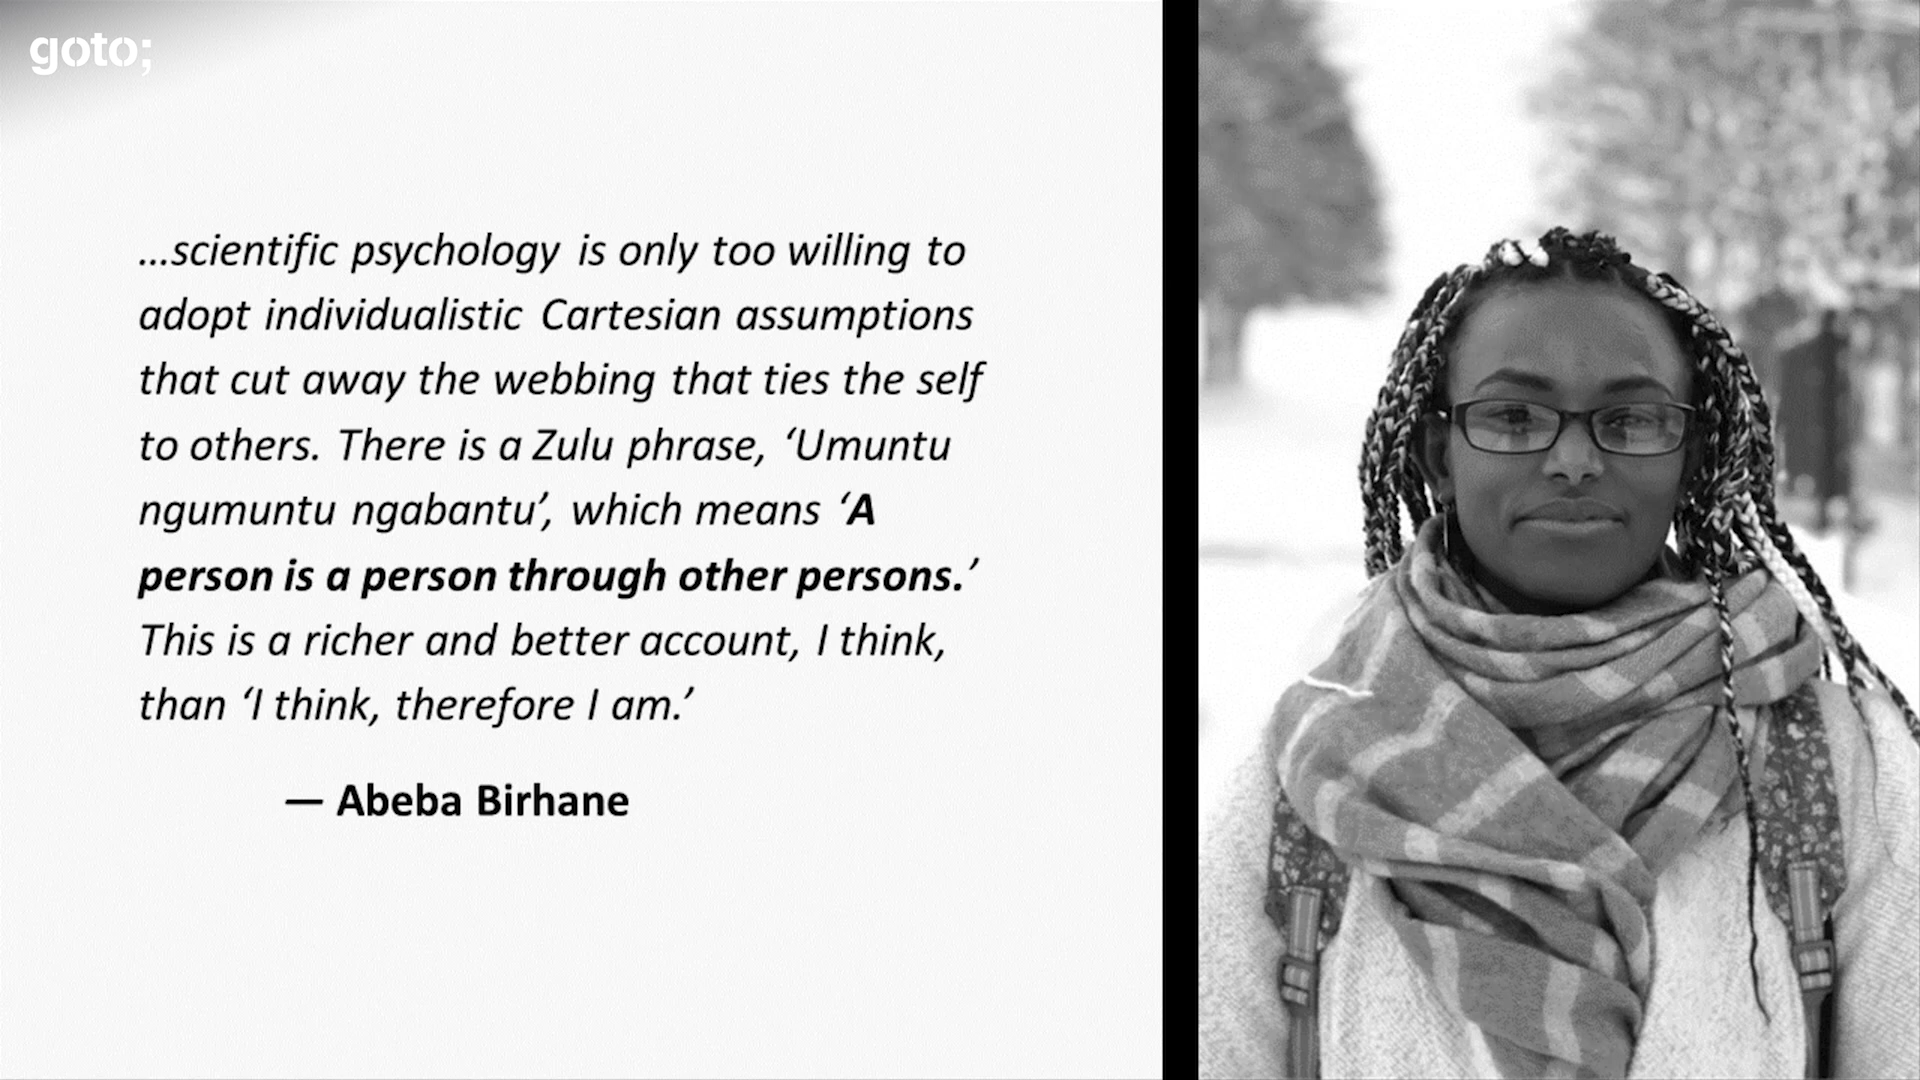 goto;
...scientific psychology is only too willing to
adopt individualistic Cartesian assumptions
that cut away the webbing that ties the self
to others. There is a Zulu phrase, ‘Umuntu
ngumuntu ngabantu’, which means ‘A
person is a person through other persons.’
This is a richer and better account, I think,
than ‘I think, therefore I am.’
— Abeba Birhane